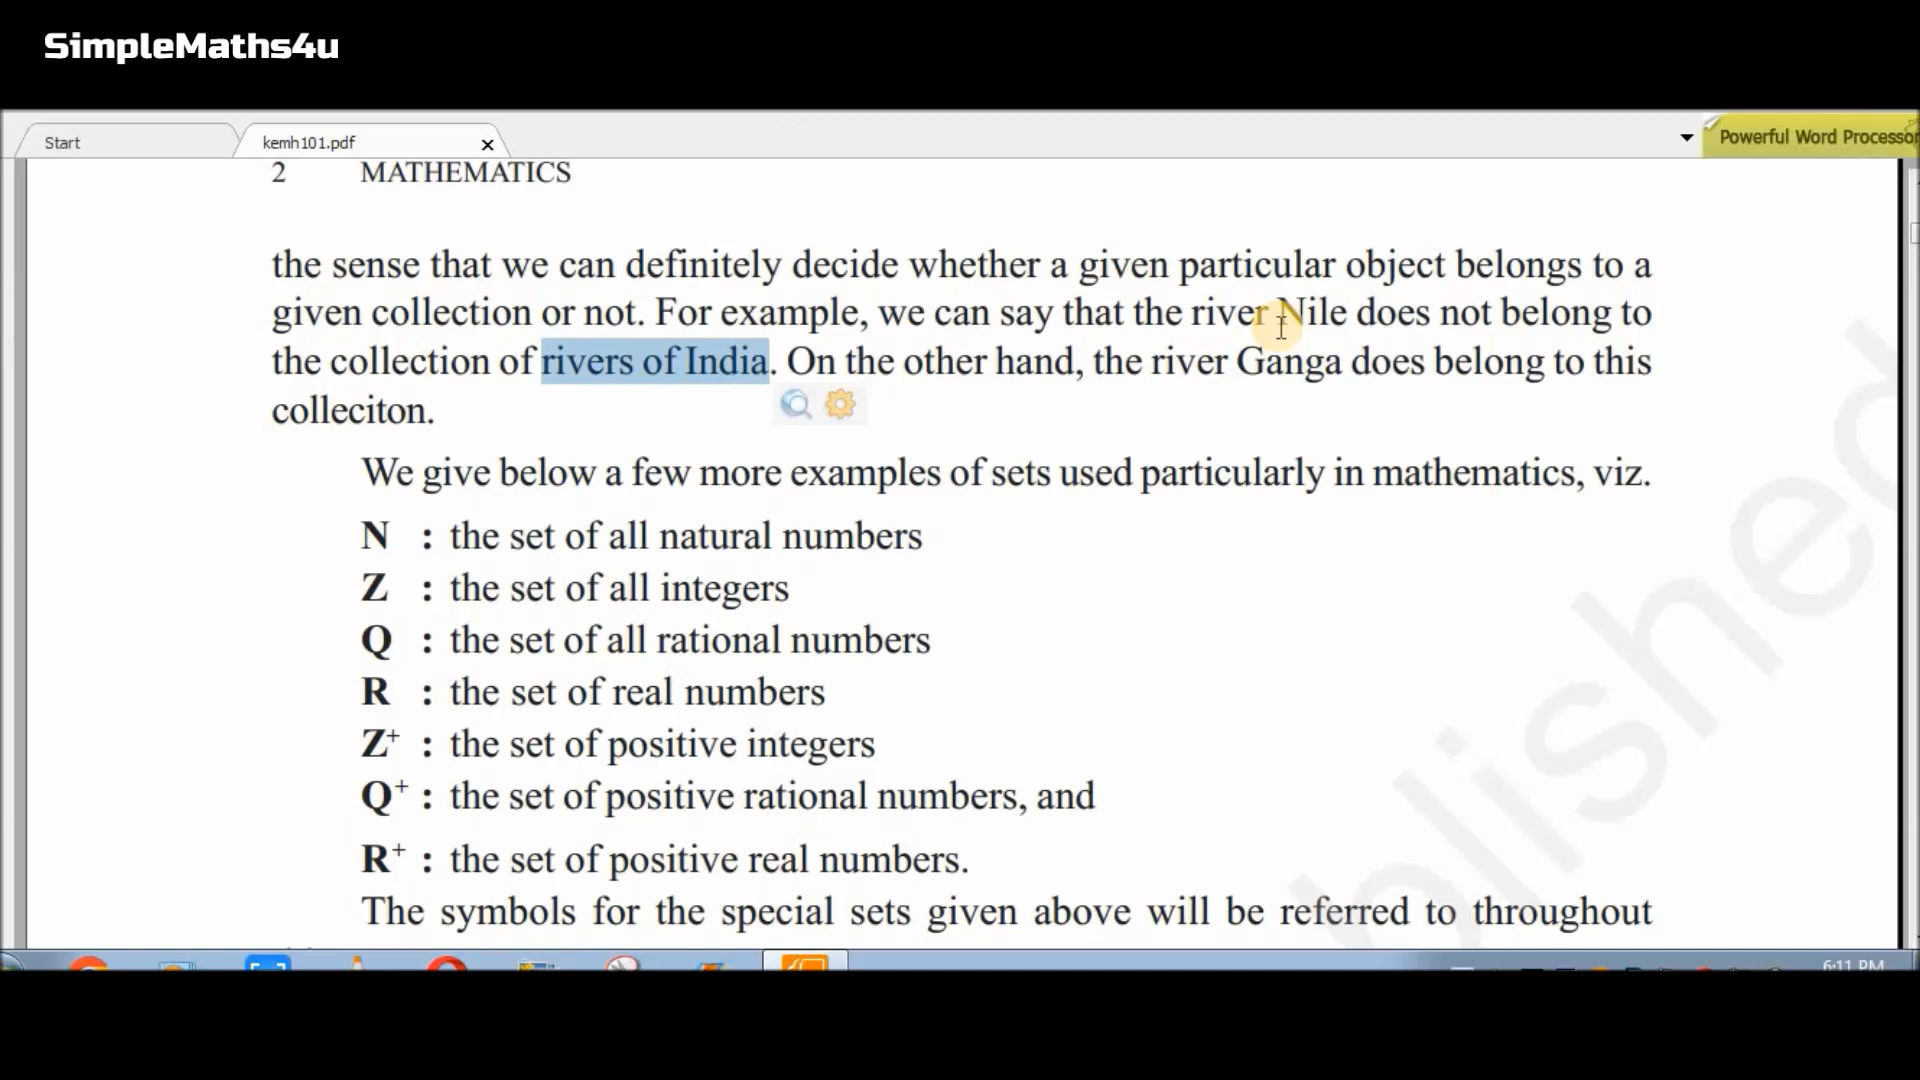 SimpleMaths4u
Start
kemh101.pdf
Powerful Word Processor
2 MATHEMATICS
the sense that we can definitely decide whether a given particular object belongs to a
given collection or not. For example, we can say that the river Nile does not belong to
the collection of rivers of India. On the other hand, the river Ganga does belong to this
colleciton.
We give below a few more examples of sets used particularly in mathematics, viz.
N : the set of all natural numbers
Z : the set of all integers
Q : the set of all rational numbers
R : the set of real numbers
Z⁺ : the set of positive integers
Q⁺ : the set of positive rational numbers, and
R⁺ : the set of positive real numbers.
The symbols for the special sets given above will be referred to throughout
blished
6:11 PM